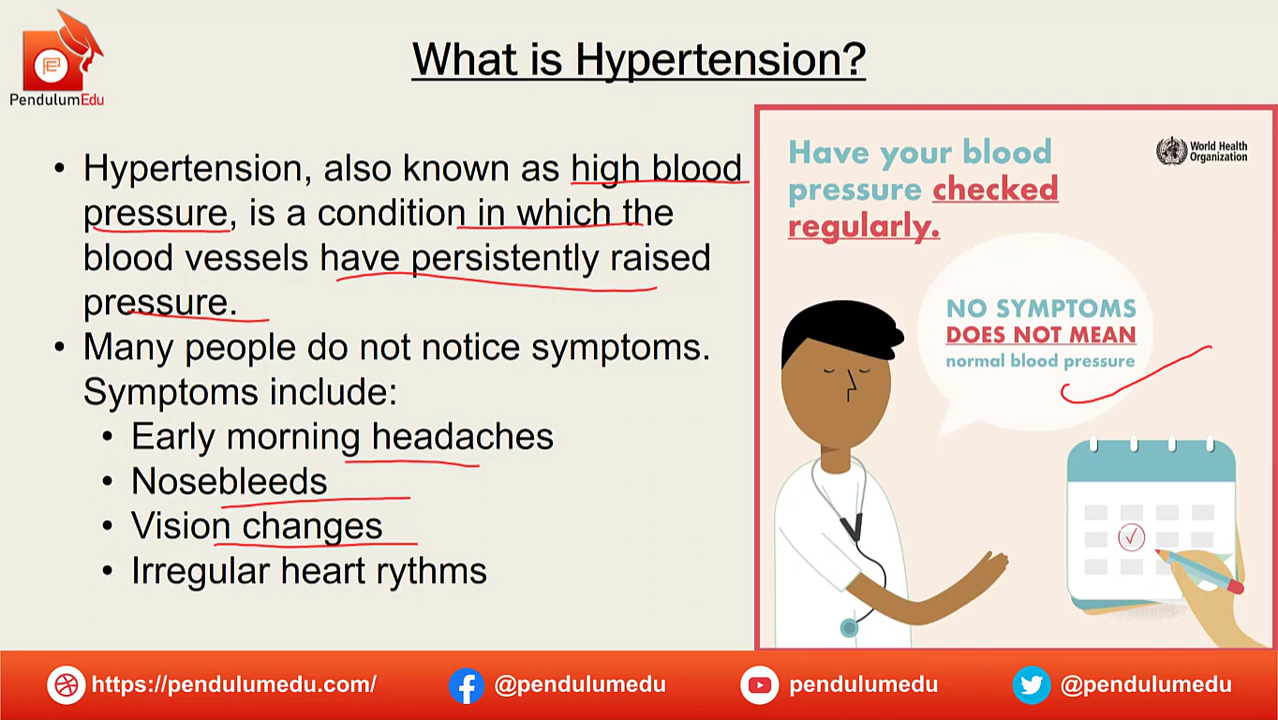 PendulumEdu
What is Hypertension?
• Hypertension, also known as high blood
pressure, is a condition in which the
blood vessels have persistently raised
pressure.
• Many people do not notice symptoms.
Symptoms include:
• Early morning headaches
• Nosebleeds
• Vision changes
• Irregular heart rythms
Have your blood
pressure checked
regularly.
World Health
Organization
NO SYMPTOMS
DOES NOT MEAN
normal blood pressure
https://pendulumedu.com/
@pendulumedu
pendulumedu
@pendulumedu